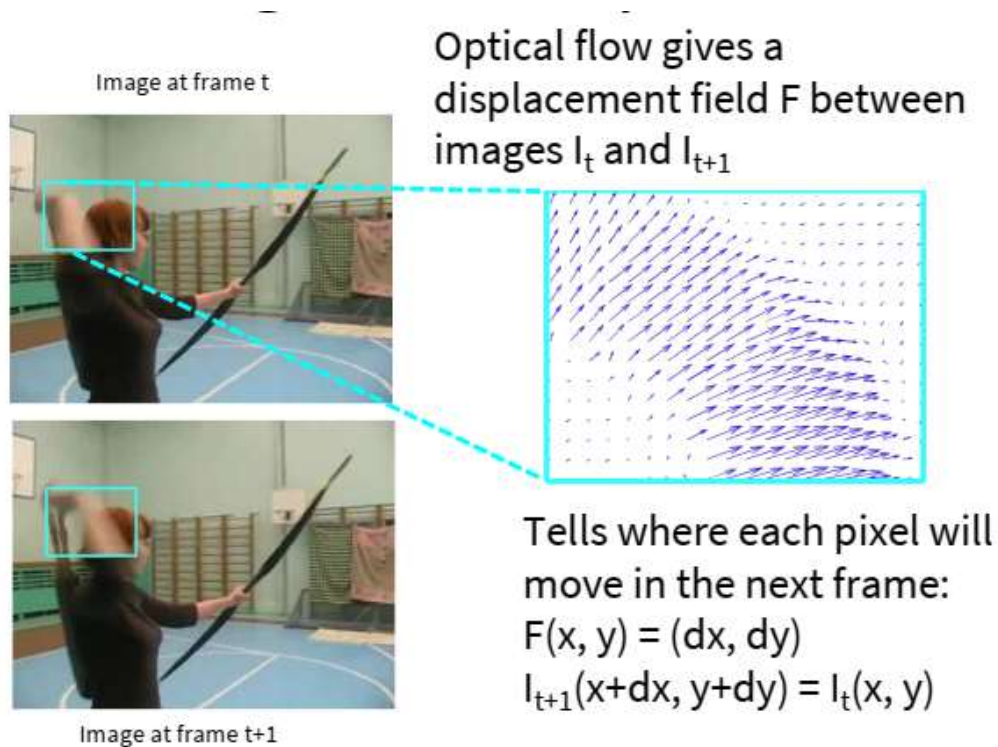 Image at frame t
Optical flow gives a
displacement field F between
images Iₜ and Iₜ₊₁
Tells where each pixel will
move in the next frame:
F(x, y) = (dx, dy)
Iₜ₊₁(x+dx, y+dy) = Iₜ(x, y)
Image at frame t+1